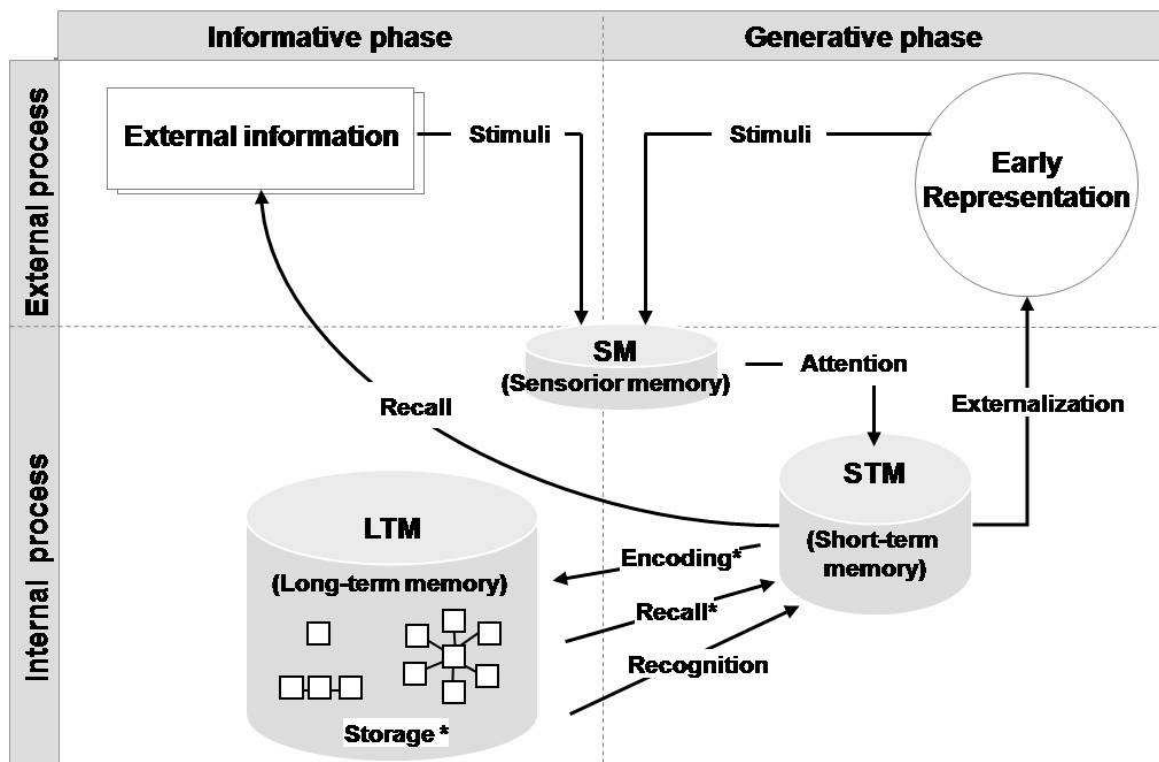 Informative phase
Generative phase
External process
External information
Stimuli
Stimuli
Early
Representation
Internal process
SM
(Sensorior memory)
Attention
Recall
Externalization
STM
(Short-term
memory)
LTM
(Long-term memory)
Encoding*
Recall*
Recognition
Storage *